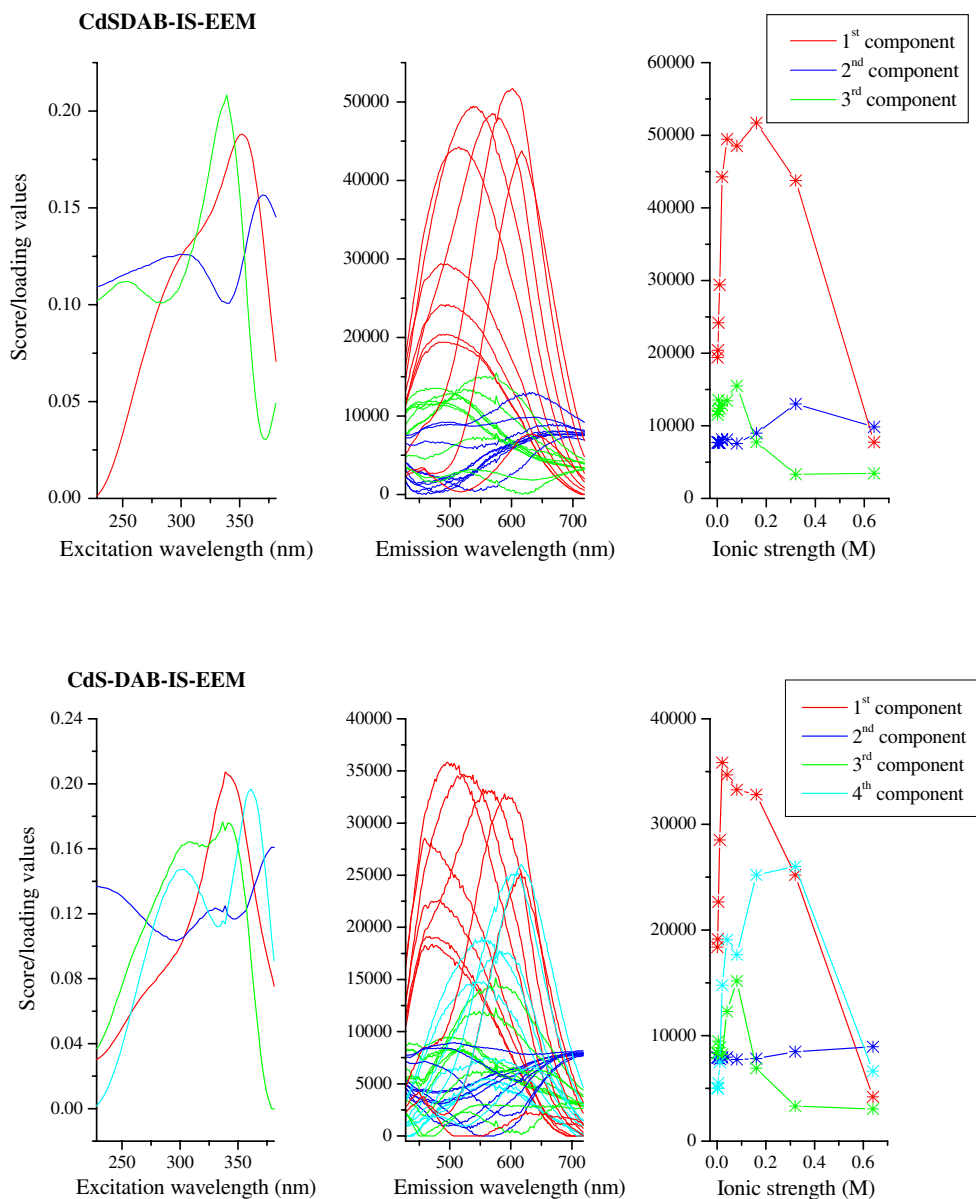 CdSDAB-IS-EEM
1st component
2nd component
3rd component
Score/loading values
0.20
0.15
0.10
0.05
0.00
250 300 350
Excitation wavelength (nm)
50000
40000
30000
20000
10000
0
500 600 700
Emission wavelength (nm)
60000
50000
40000
30000
20000
10000
0
0.0 0.2 0.4 0.6
Ionic strength (M)
CdS-DAB-IS-EEM
1st component
2nd component
3rd component
4th component
Score/loading values
0.24
0.20
0.16
0.12
0.08
0.04
0.00
250 300 350
Excitation wavelength (nm)
40000
35000
30000
25000
20000
15000
10000
5000
0
500 600 700
Emission wavelength (nm)
40000
30000
20000
10000
0
0.0 0.2 0.4 0.6
Ionic strength (M)